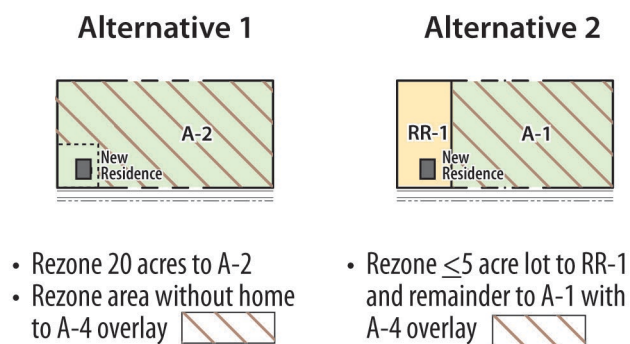 Alternative 1
A-2
New
Residence
• Rezone 20 acres to A-2
• Rezone area without home
to A-4 overlay
Alternative 2
RR-1
A-1
New
Residence
• Rezone ≤5 acre lot to RR-1
and remainder to A-1 with
A-4 overlay